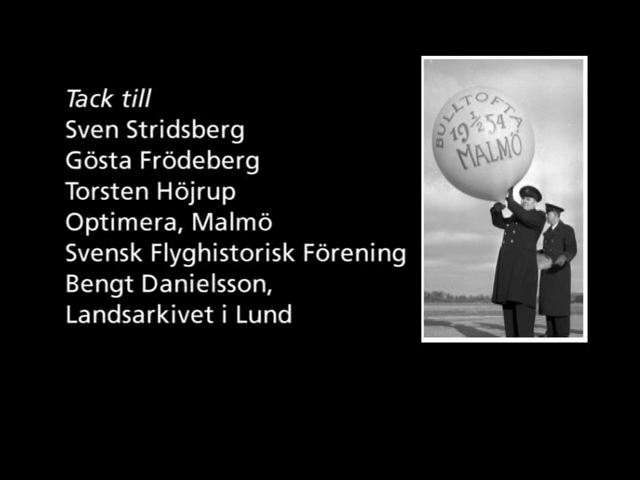 Tack till
Sven Stridsberg
Gösta Frödeberg
Torsten Höjrup
Optimera, Malmö
Svensk Flyghistorisk Förening
Bengt Danielsson,
Landsarkivet i Lund
BULLTOFTA
19 1/2 54
MALMÖ